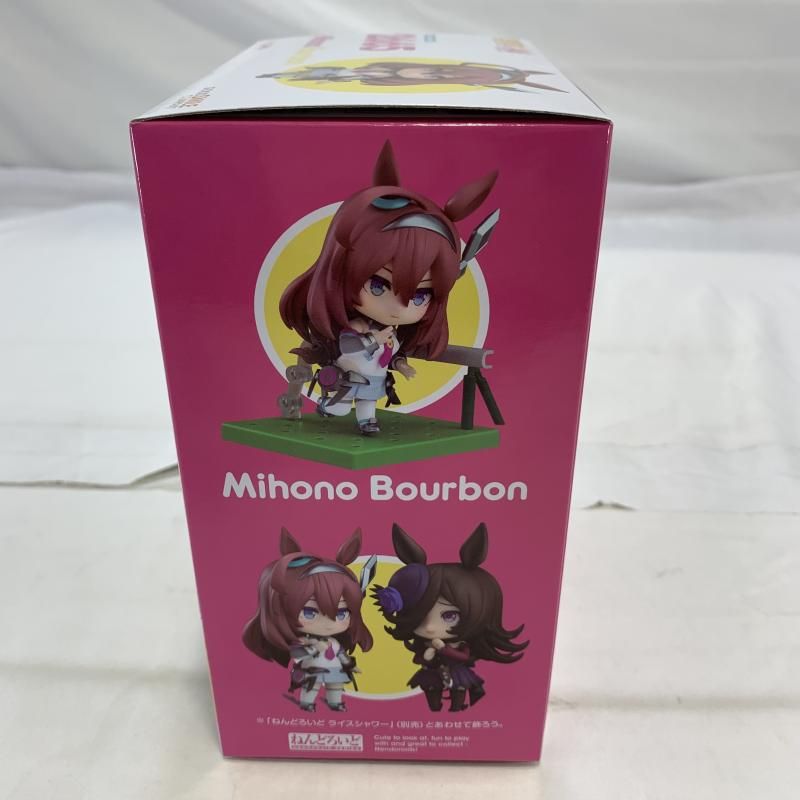 Mihono Bourbon
※「ねんどろいど ライスシャワー」(別売)とあわせて飾ろう。
ねんどろいど
Cute to look at, fun to play
with and great to collect -
Nendoroids!